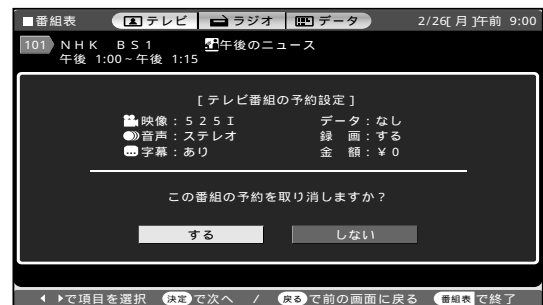 ■番組表 テレビ ラジオ データ 2/26[月]午前 9:00
101 NHK BS1 午後のニュース
午後 1:00~午後 1:15
[テレビ番組の予約設定]
映像:525I データ:なし
音声:ステレオ 録 画:する
字幕:あり 金 額:¥0
この番組の予約を取り消しますか?
する しない
で項目を選択 決定で次へ / 戻るで前の画面に戻る 番組表で終了